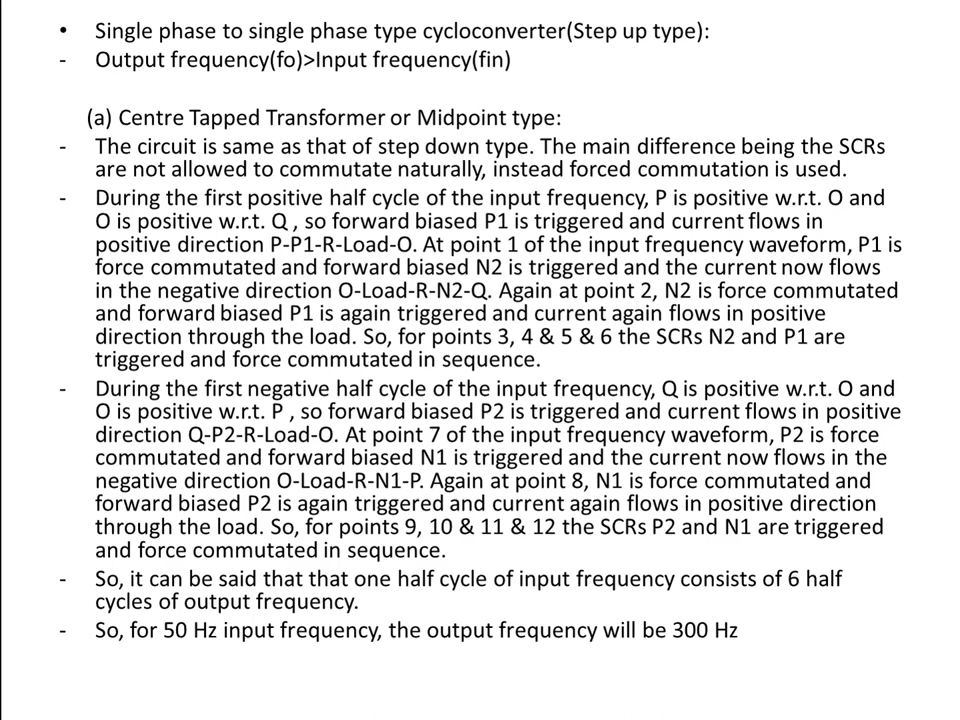 • Single phase to single phase type cycloconverter(Step up type):
- Output frequency(fo)>Input frequency(fin)
(a) Centre Tapped Transformer or Midpoint type:
- The circuit is same as that of step down type. The main difference being the SCRs
are not allowed to commutate naturally, instead forced commutation is used.
- During the first positive half cycle of the input frequency, P is positive w.r.t. O and
O is positive w.r.t. Q , so forward biased P1 is triggered and current flows in
positive direction P-P1-R-Load-O. At point 1 of the input frequency waveform, P1 is
force commutated and forward biased N2 is triggered and the current now flows
in the negative direction O-Load-R-N2-Q. Again at point 2, N2 is force commutated
and forward biased P1 is again triggered and current again flows in positive
direction through the load. So, for points 3, 4 & 5 & 6 the SCRs N2 and P1 are
triggered and force commutated in sequence.
- During the first negative half cycle of the input frequency, Q is positive w.r.t. O and
O is positive w.r.t. P , so forward biased P2 is triggered and current flows in positive
direction Q-P2-R-Load-O. At point 7 of the input frequency waveform, P2 is force
commutated and forward biased N1 is triggered and the current now flows in the
negative direction O-Load-R-N1-P. Again at point 8, N1 is force commutated and
forward biased P2 is again triggered and current again flows in positive direction
through the load. So, for points 9, 10 & 11 & 12 the SCRs P2 and N1 are triggered
and force commutated in sequence.
- So, it can be said that that one half cycle of input frequency consists of 6 half
cycles of output frequency.
- So, for 50 Hz input frequency, the output frequency will be 300 Hz